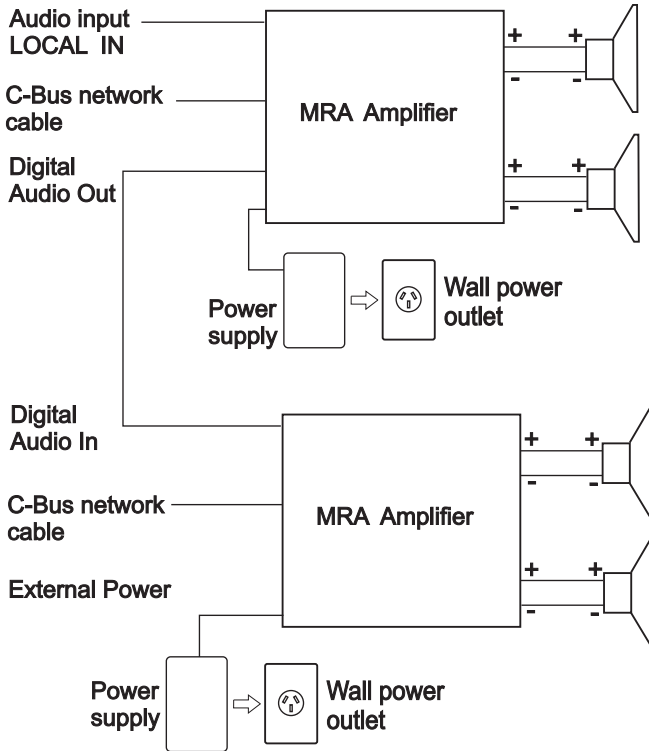 Audio input
LOCAL IN
+ +
- -
C-Bus network
cable
MRA Amplifier
Digital
Audio Out
+ +
- -
Power
supply
Wall power
outlet
Digital
Audio In
+ +
- -
C-Bus network
cable
MRA Amplifier
External Power
+ +
- -
Power
supply
Wall power
outlet